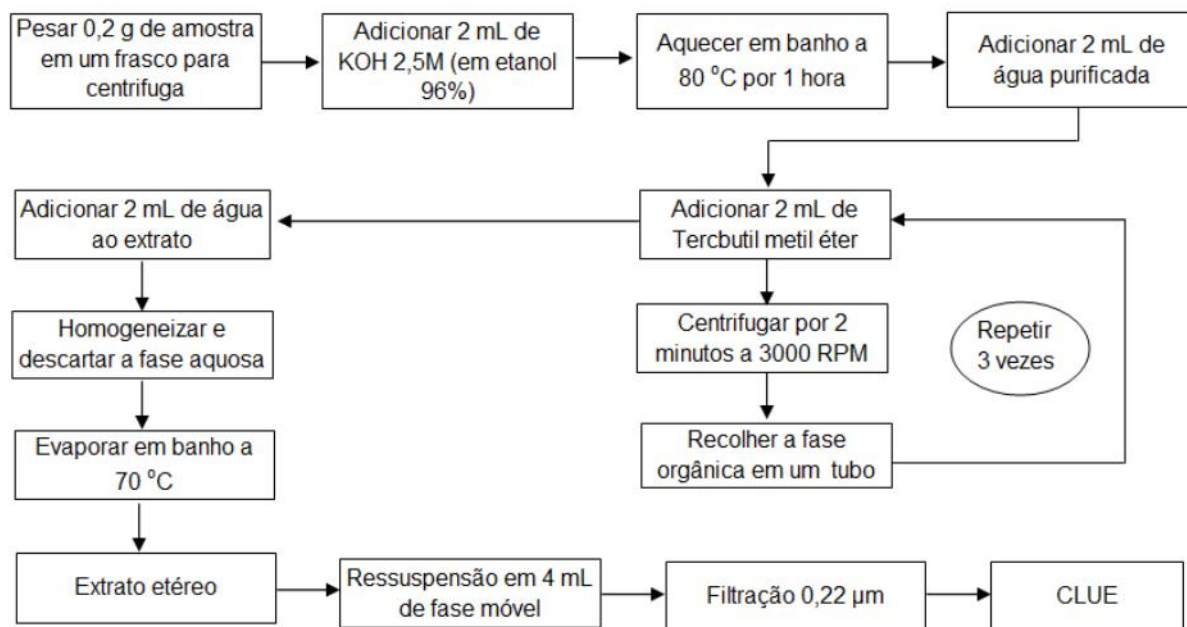 Pesar 0,2 g de amostra
em um frasco para
centrifuga
Adicionar 2 mL de
KOH 2,5M (em etanol
96%)
Aquecer em banho a
80 °C por 1 hora
Adicionar 2 mL de
água purificada
Adicionar 2 mL de água
ao extrato
Adicionar 2 mL de
Tercbutil metil éter
Homogeneizar e
descartar a fase aquosa
Centrifugar por 2
minutos a 3000 RPM
Repetir
3 vezes
Evaporar em banho a
70 °C
Recolher a fase
orgânica em um tubo
Extrato etéreo
Ressuspensão em 4 mL
de fase móvel
Filtração 0,22 µm
CLUE